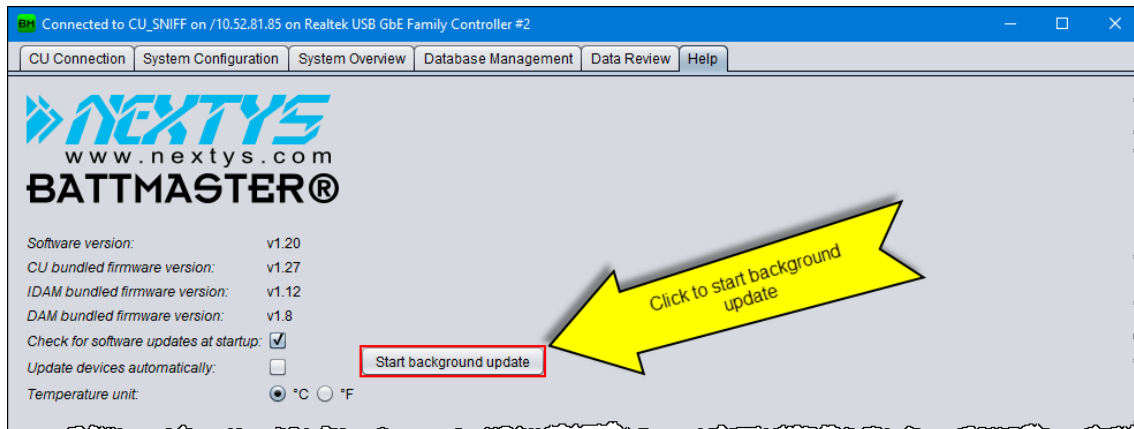 BM Connected to CU_SNIFF on /10.52.81.85 on Realtek USB GbE Family Controller #2
CU Connection System Configuration System Overview Database Management Data Review Help
NEXTYS
www.nextys.com
BATTMASTER®
Software version: v1.20
CU bundled firmware version: v1.27
IDAM bundled firmware version: v1.12
DAM bundled firmware version: v1.8
Check for software updates at startup:
Update devices automatically:
Start background update
Temperature unit: °C °F
Click to start background
update